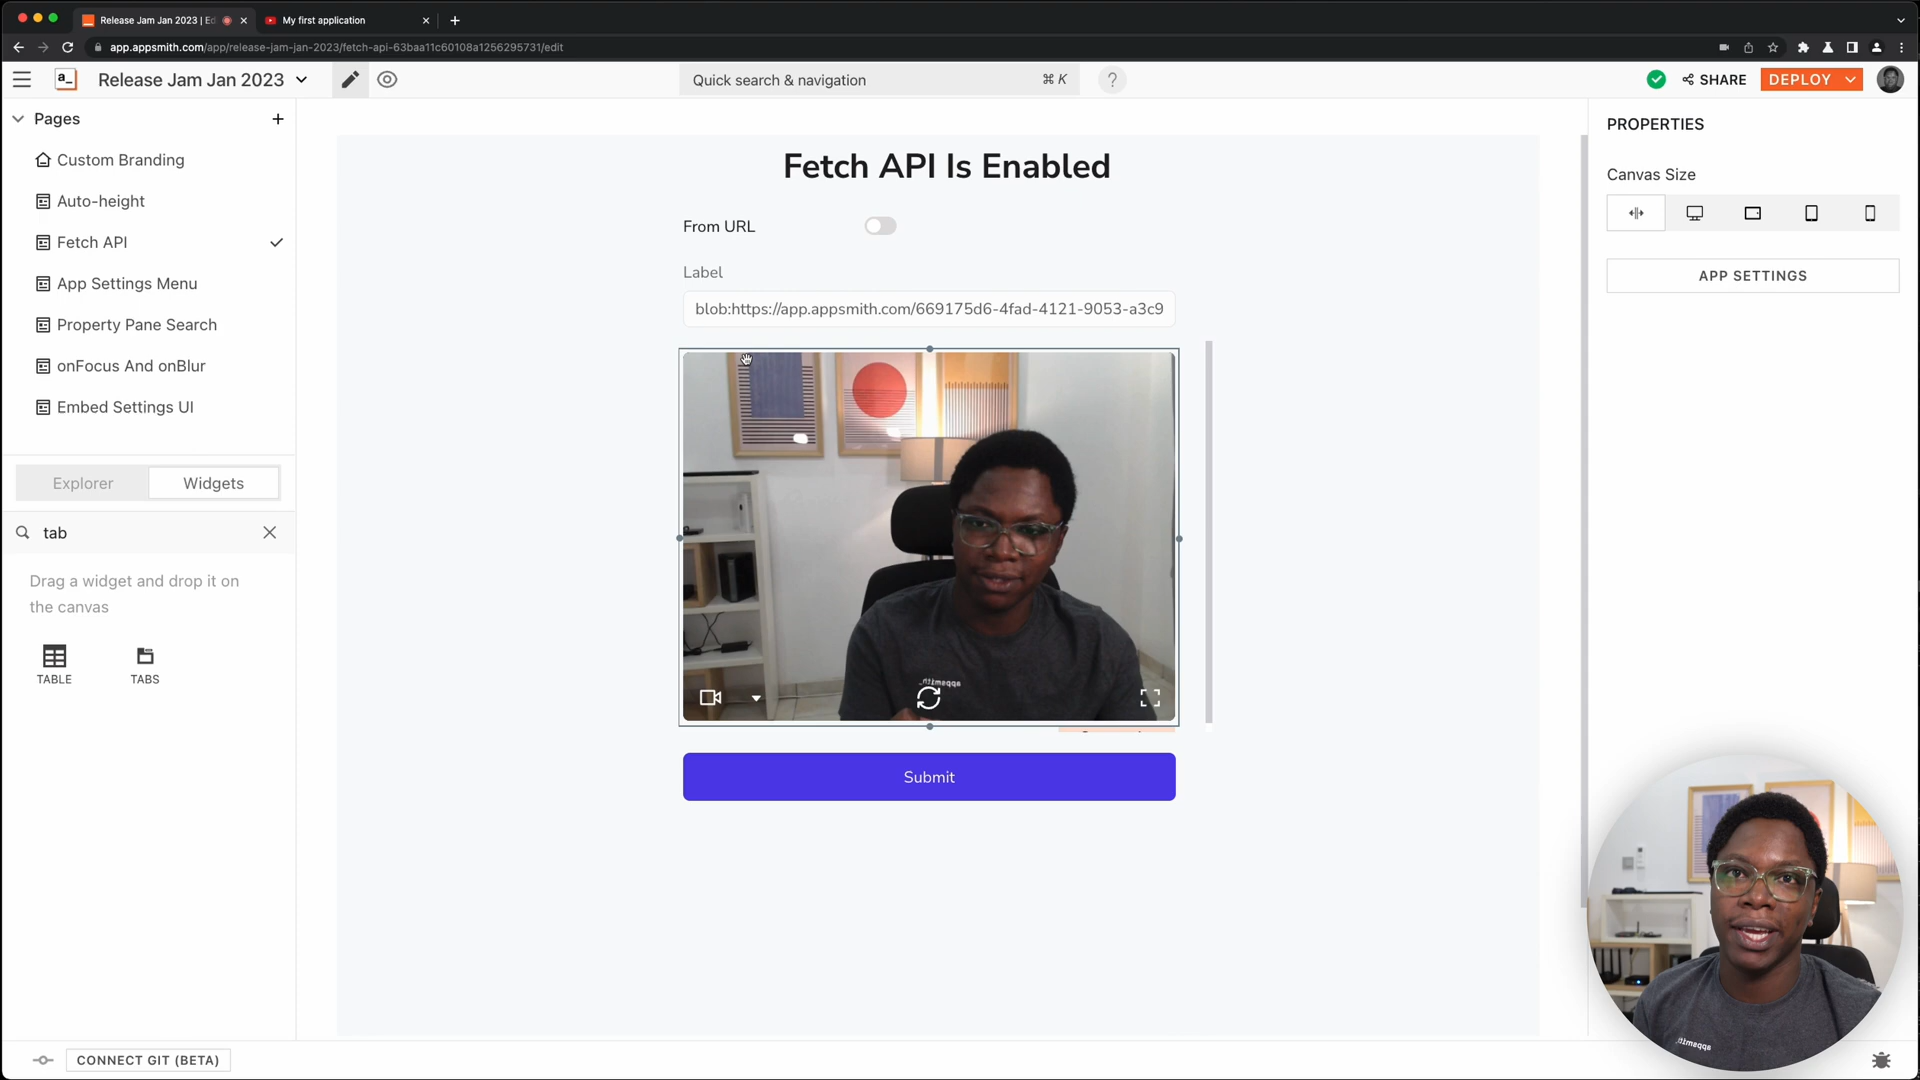 Release Jam Jan 2023 | Ed
My first application
app.appsmith.com/app/release-jam-jan-2023/fetch-api-63baa11c60108a1256295731/edit
a_
Release Jam Jan 2023
Quick search & navigation
⌘ K
?
SHARE
DEPLOY
Pages
Custom Branding
Auto-height
Fetch API
App Settings Menu
Property Pane Search
onFocus And onBlur
Embed Settings UI
Explorer
Widgets
tab
Drag a widget and drop it on
the canvas
TABLE
TABS
CONNECT GIT (BETA)
Fetch API Is Enabled
From URL
Label
blob:https://app.appsmith.com/669175d6-4fad-4121-9053-a3c9
appsmith_
Submit
PROPERTIES
Canvas Size
APP SETTINGS
appsmith_